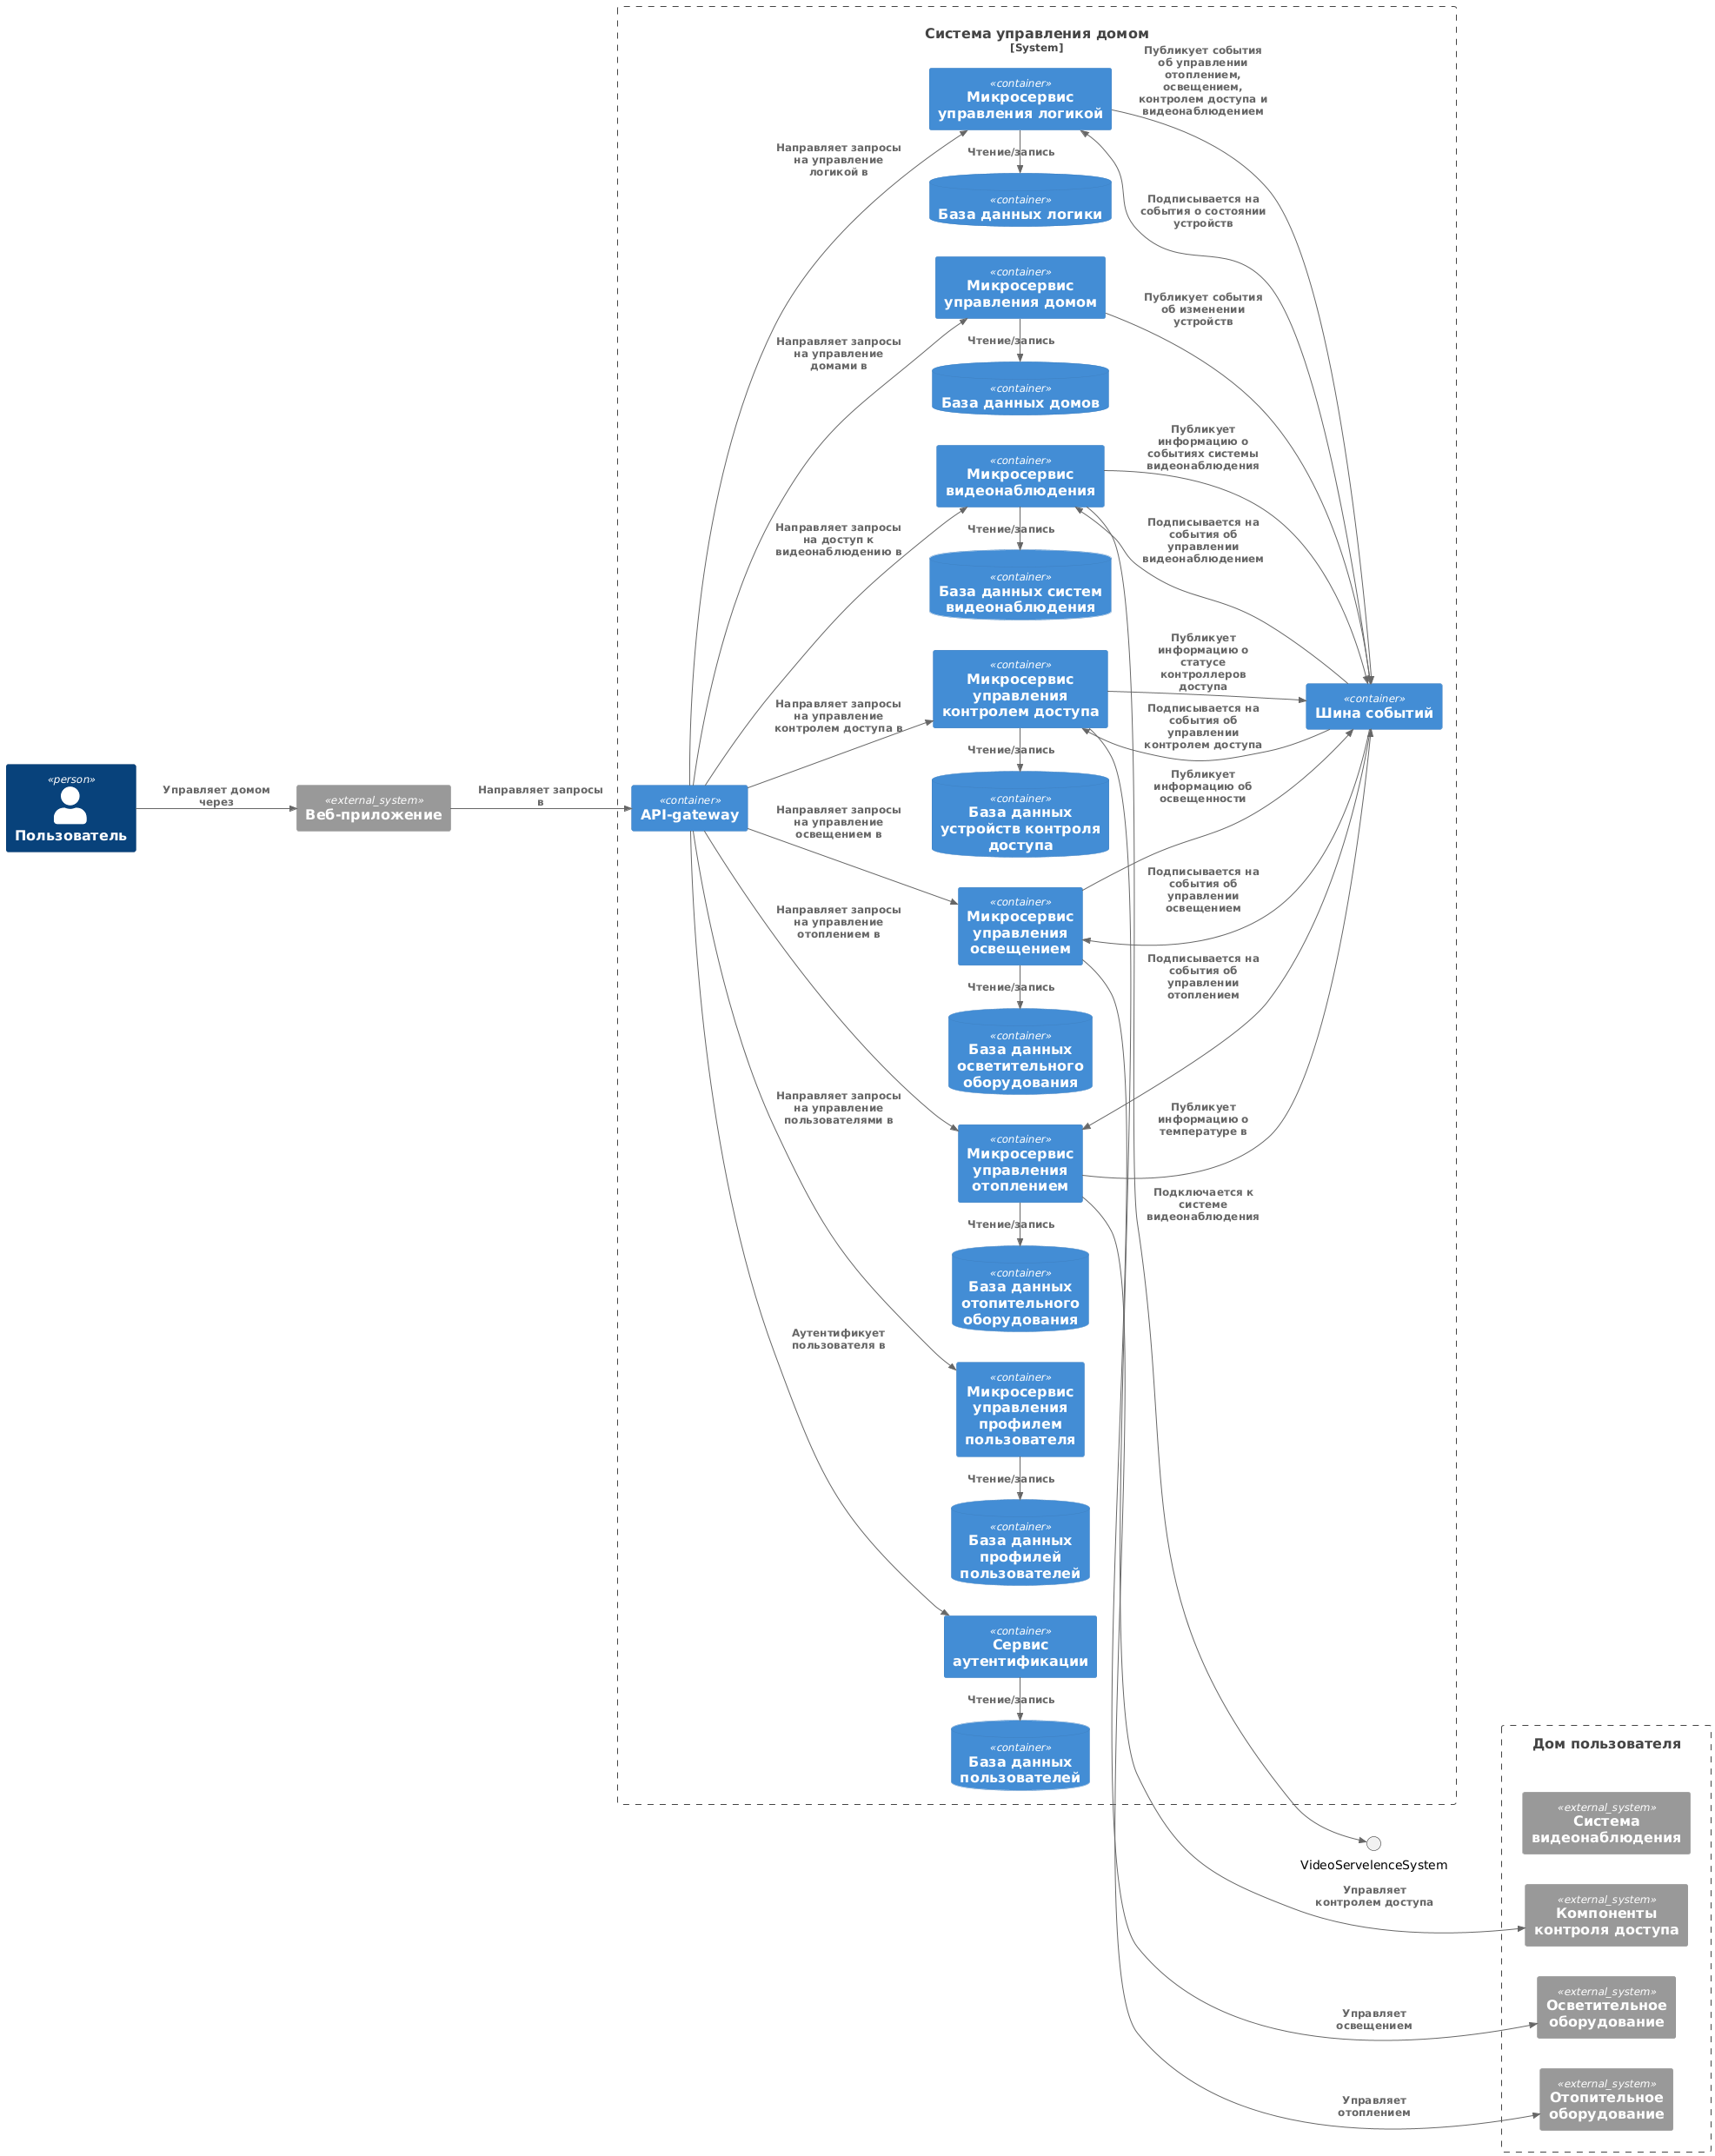 Система управления домом
[System]
Публикует события
об управлении
отоплением,
освещением,
контролем доступа и
видеонаблюдением
«container»
Микросервис
управления логикой
Направляет запросы
на управление
логикой в
Чтение/запись
«container»
База данных логики
Подписывается на
события о состоянии
устройств
«container»
Микросервис
управления домом
Публикует события
об изменении
устройств
Направляет запросы
на управление
домами в
Чтение/запись
«container»
База данных домов
Публикует
информацию о
событиях системы
видеонаблюдения
«container»
Микросервис
видеонаблюдения
Направляет запросы
на доступ к
видеонаблюдению в
Чтение/запись
Подписывается на
события об
управлении
видеонаблюдением
«container»
База данных систем
видеонаблюдения
Публикует
информацию о
статусе
контроллеров
доступа
«container»
Микросервис
управления
контролем доступа
«container»
Шина событий
Направляет запросы
на управление
контролем доступа в
Подписывается на
события об
управлении
контролем доступа
Чтение/запись
«person»
Пользователь
Управляет домом
через
«external_system»
Веб-приложение
Направляет запросы
в
«container»
API-gateway
«container»
База данных
устройств контроля
доступа
Публикует
информацию об
освещенности
Направляет запросы
на управление
освещением в
«container»
Микросервис
управления
освещением
Подписывается на
события об
управлении
освещением
Направляет запросы
на управление
отоплением в
Чтение/запись
Подписывается на
события об
управлении
отоплением
«container»
База данных
осветительного
оборудования
Направляет запросы
на управление
пользователями в
Публикует
информацию о
температуре в
«container»
Микросервис
управления
отоплением
Подключается к
системе
видеонаблюдения
Чтение/запись
«container»
База данных
отопительного
оборудования
Аутентифицирует
пользователя в
«container»
Микросервис
управления
профилем
пользователя
Чтение/запись
«container»
База данных
профилей
пользователей
«container»
Сервис
аутентификации
Чтение/запись
«container»
База данных
пользователей
Дом пользователя
«external_system»
Система
видеонаблюдения
VideoServelenceSystem
Управляет
контролем доступа
«external_system»
Компоненты
контроля доступа
Управляет
освещением
«external_system»
Осветительное
оборудование
Управляет
отоплением
«external_system»
Отопительное
оборудование